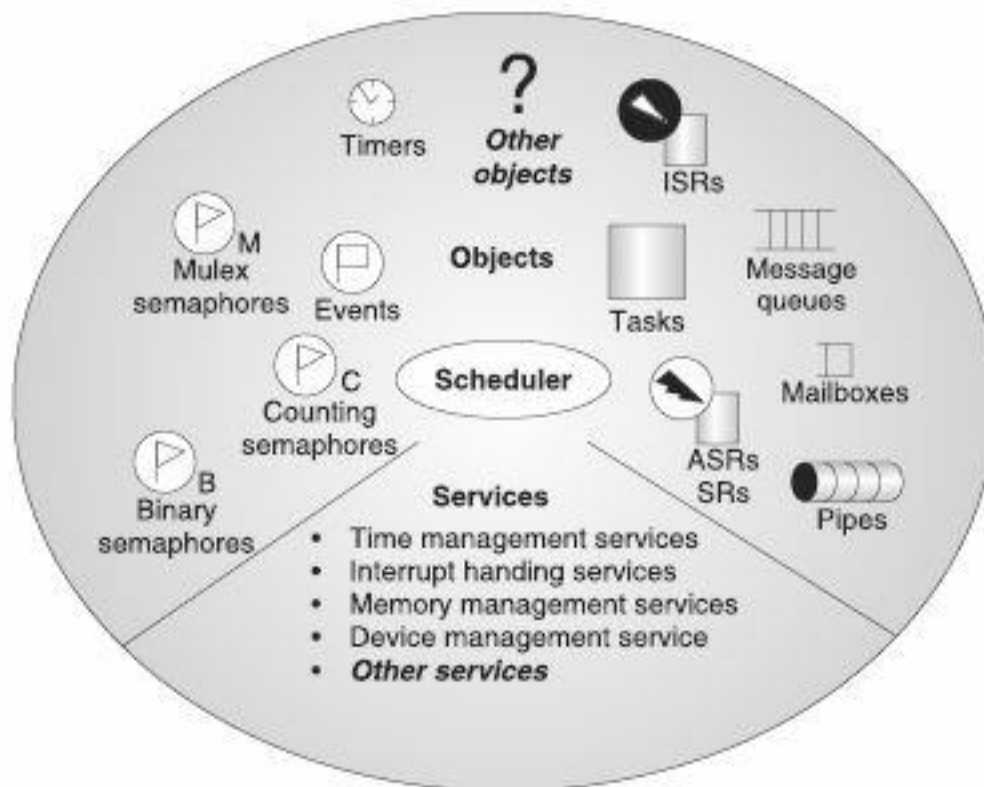 Timers
?
Other
objects
ISRs
M
Mulex
semaphores
Events
Objects
Tasks
Message
queues
C
Counting
semaphores
Scheduler
Mailboxes
B
Binary
semaphores
ASRs
SRs
Pipes
Services
• Time management services
• Interrupt handing services
• Memory management services
• Device management service
• Other services